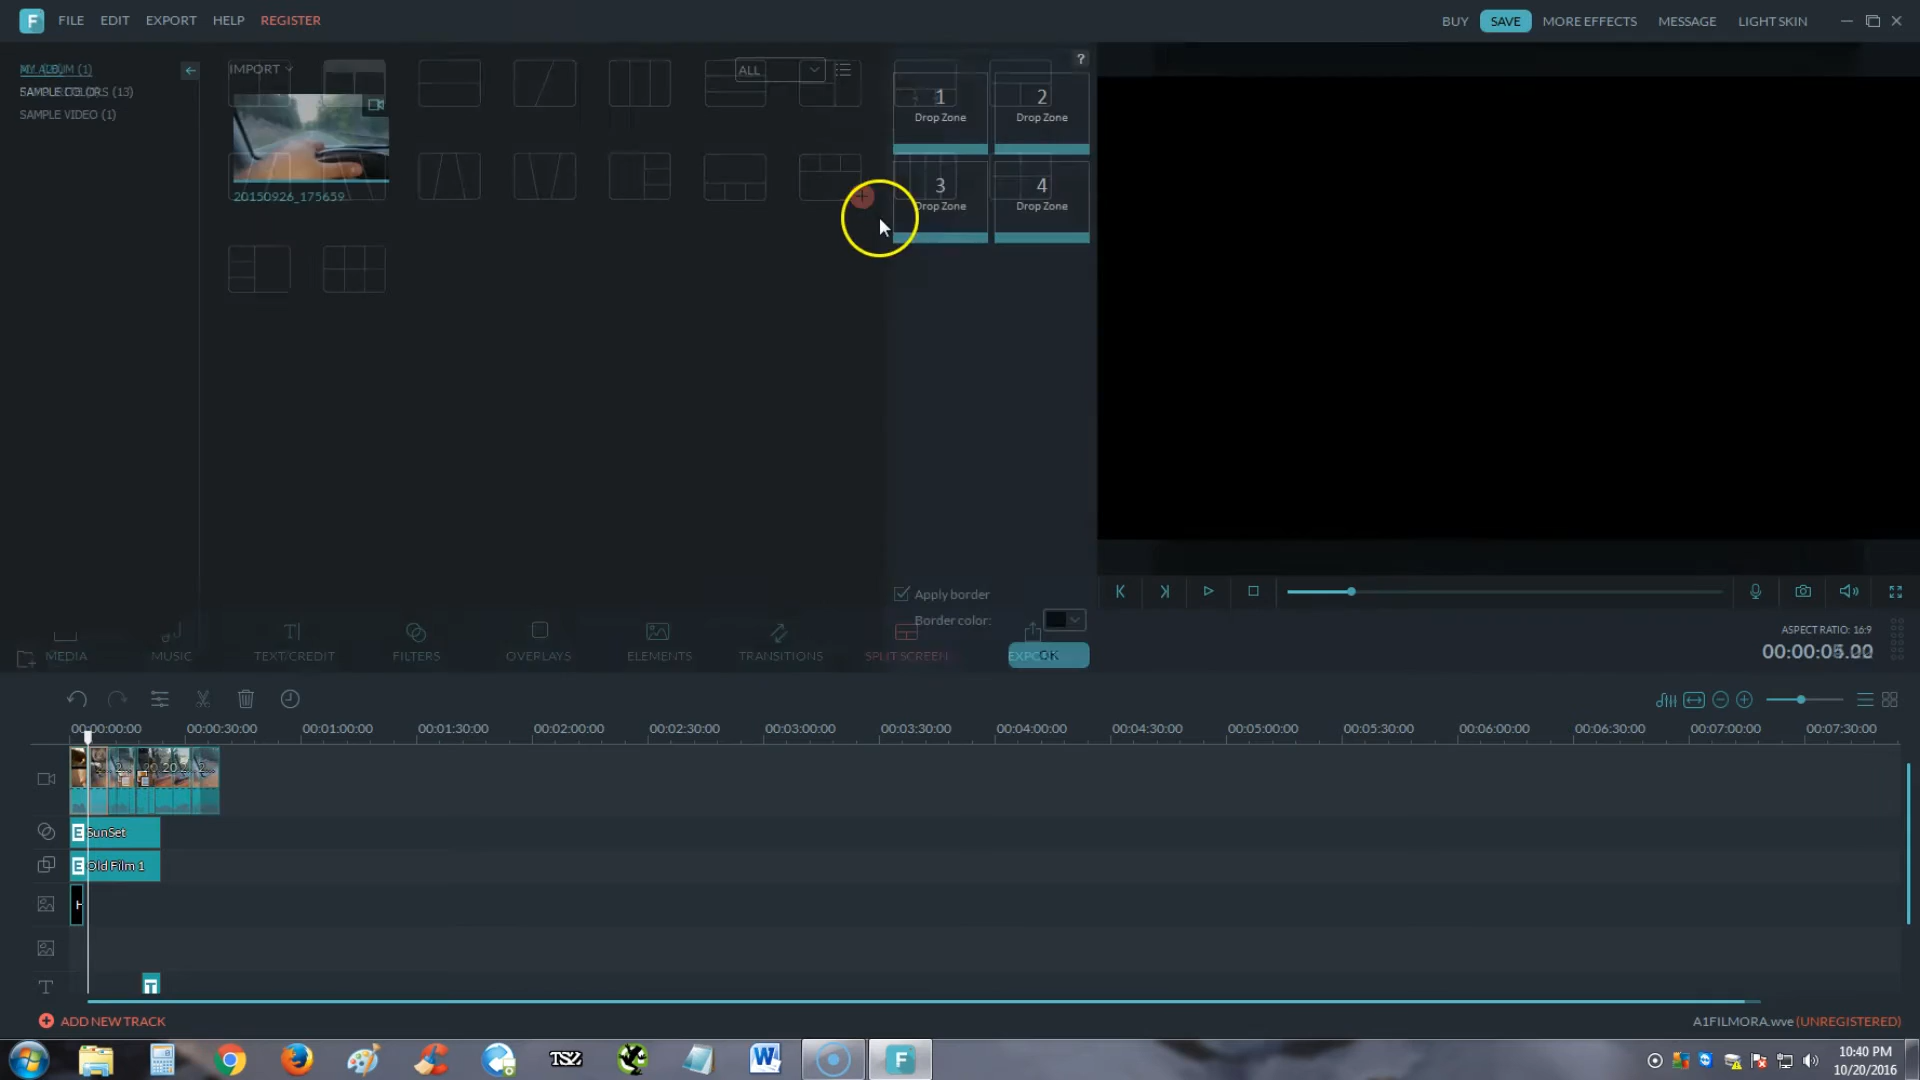 F FILE EDIT EXPORT HELP REGISTER
BUY SAVE MORE EFFECTS MESSAGE LIGHT SKIN
MY ALBUM (1)
SAMPLE COLORS (13)
SAMPLE VIDEO (1)
IMPORT
ALL
?
20150926_175659
1
Drop Zone
2
Drop Zone
3
Drop Zone
4
Drop Zone
Apply border
Border color:
OK
MEDIA MUSIC TEXT/CREDIT FILTERS OVERLAYS ELEMENTS TRANSITIONS SPLIT SCREEN
ASPECT RATIO: 16:9
00:00:00:00 00:00:30:00 00:01:00:00 00:01:30:00 00:02:00:00 00:02:30:00 00:03:00:00 00:03:30:00 00:04:00:00 00:04:30:00 00:05:00:00 00:05:30:00 00:06:00:00 00:06:30:00 00:07:00:00 00:07:30:00
E SunSet
E Old Film 1
H
T
T
ADD NEW TRACK
A1FILMORA.wve (UNREGISTERED)
TSZ
W
F
10:40 PM
10/20/2016